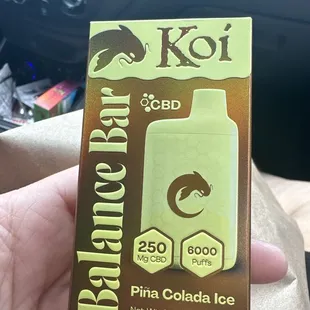 Koi
CBD
Balance Bar
250
Mg CBD
6000
Puffs
Piña Colada Ice